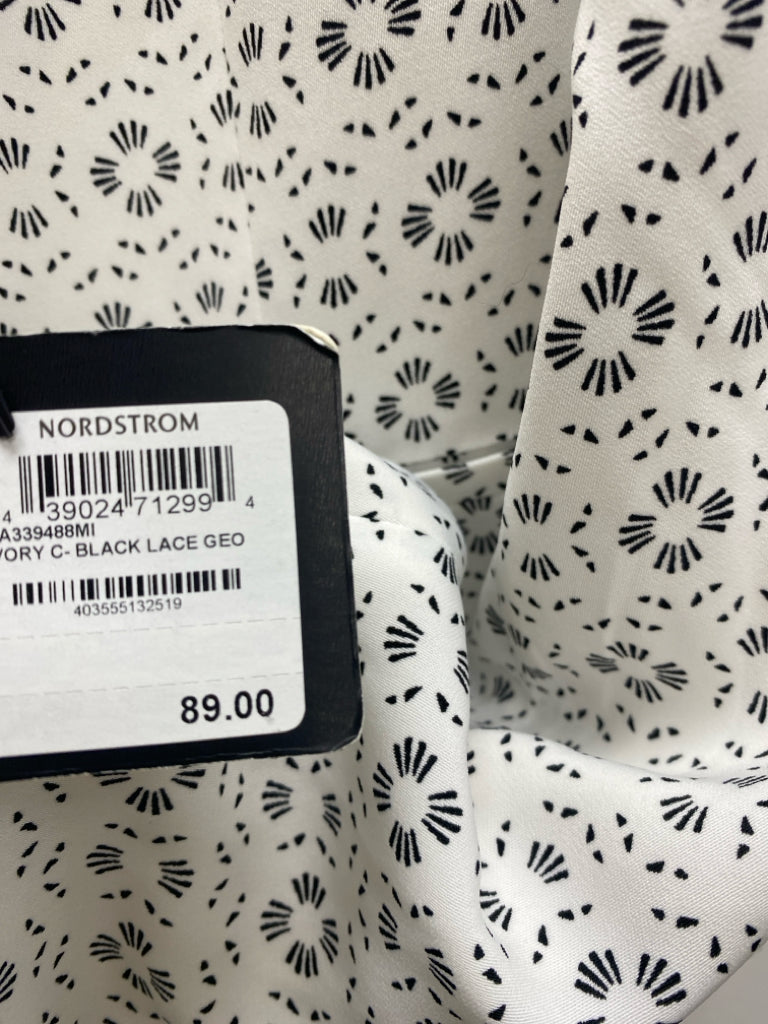 NORDSTROM
4 39024 71299 4
A339488MI
VORY C- BLACK LACE GEO
403555132519
89.00